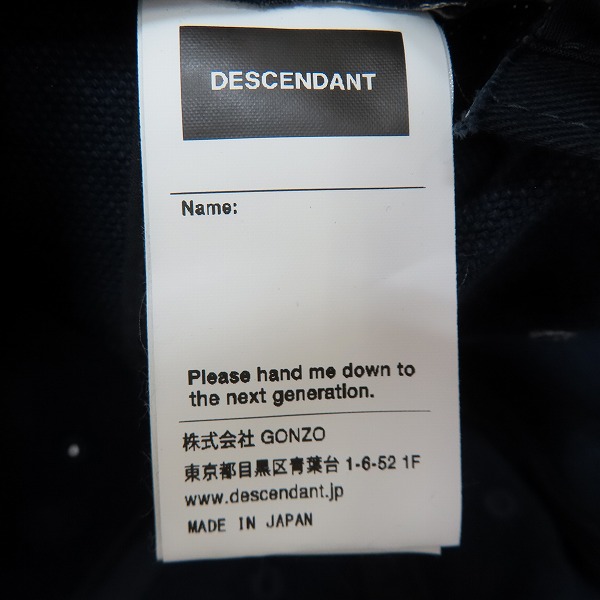 DESCENDANT
Name:
Please hand me down to
the next generation.
株式会社 GONZO
東京都目黒区青葉台 1-6-52 1F
www.descendant.jp
MADE IN JAPAN